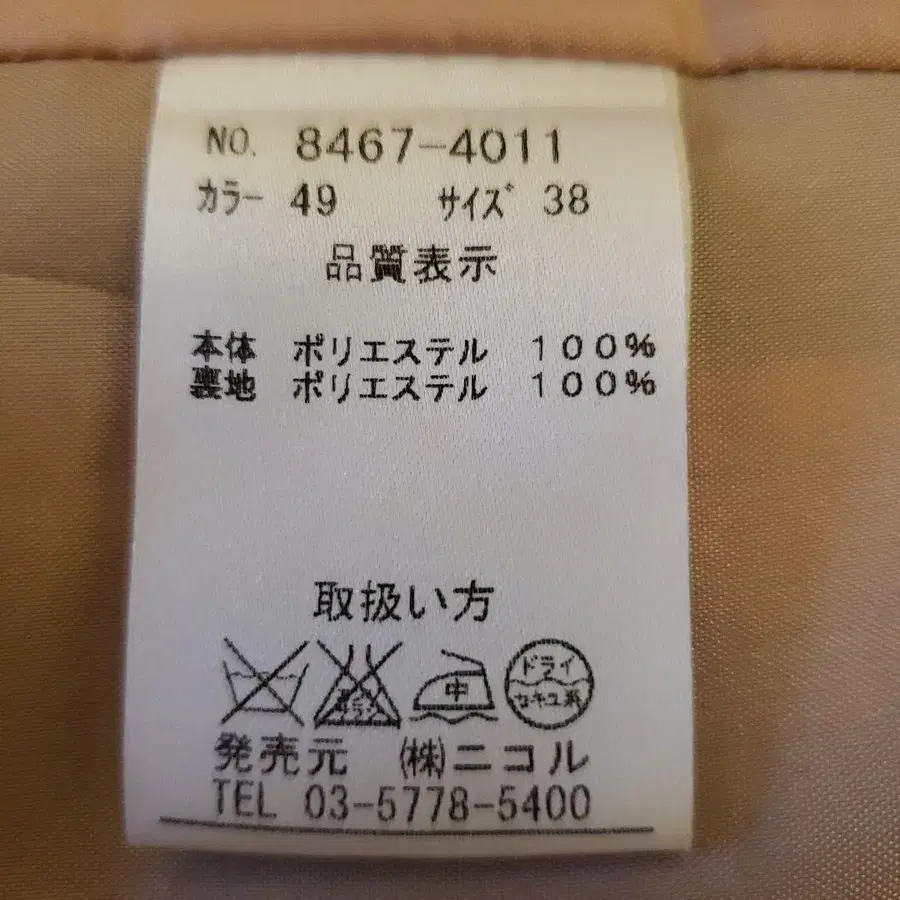 NO. 8467-4011
カラー 49 サイズ 38
品質表示
本体 ポリエステル 100%
裏地 ポリエステル 100%
取扱い方
中
ドライ
セキユ系
発売元 (株)ニコル
TEL 03-5778-5400